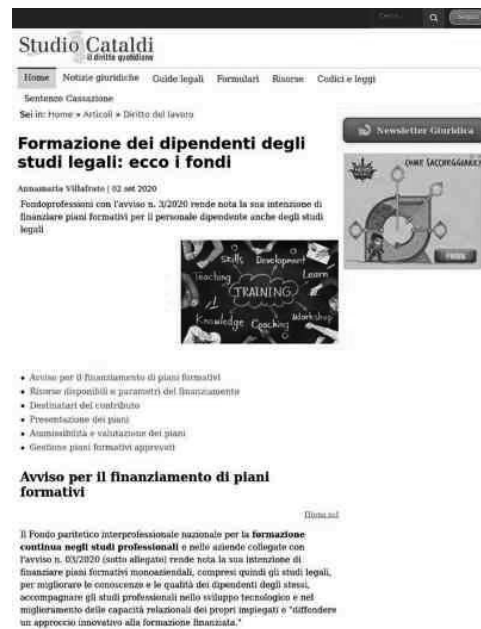 Studio Cataldi
il diritto quotidiano
Home Notizie giuridiche Guide legali Formulari Risorse Codici e leggi
Sentenze Cassazione
Sei in: Home » Articoli » Diritto del lavoro
Newsletter Giuridica
Formazione dei dipendenti degli
studi legali: ecco i fondi
Annamaria Villafrate | 02 set 2020
Fondoprofessioni con l'avviso n. 3/2020 rende nota la sua intenzione di
finanziare piani formativi per il personale dipendente anche degli studi
legali
Skills Development
Teaching Learn
TRAINING
Knowledge Coaching Workshop
• Avviso per il finanziamento di piani formativi
• Risorse disponibili e parametri del finanziamento
• Destinatari del contributo
• Presentazione dei piani
• Ammissibilità e valutazione dei piani
• Gestione piani formativi approvati
Avviso per il finanziamento di piani
formativi
Il Fondo paritetico interprofessionale nazionale per la formazione
continua negli studi professionali e nelle aziende collegate con
l'avviso n. 03/2020 (sotto allegato) rende nota la sua intenzione di
finanziare piani formativi monoaziendali, compresi quindi gli studi legali,
per migliorare le conoscenze e le qualità dei dipendenti degli stessi,
accompagnare gli studi professionali nello sviluppo tecnologico e nel
miglioramento delle capacità relazionali dei propri impiegati e "diffondere
un approccio innovativo alla formazione finanziata."